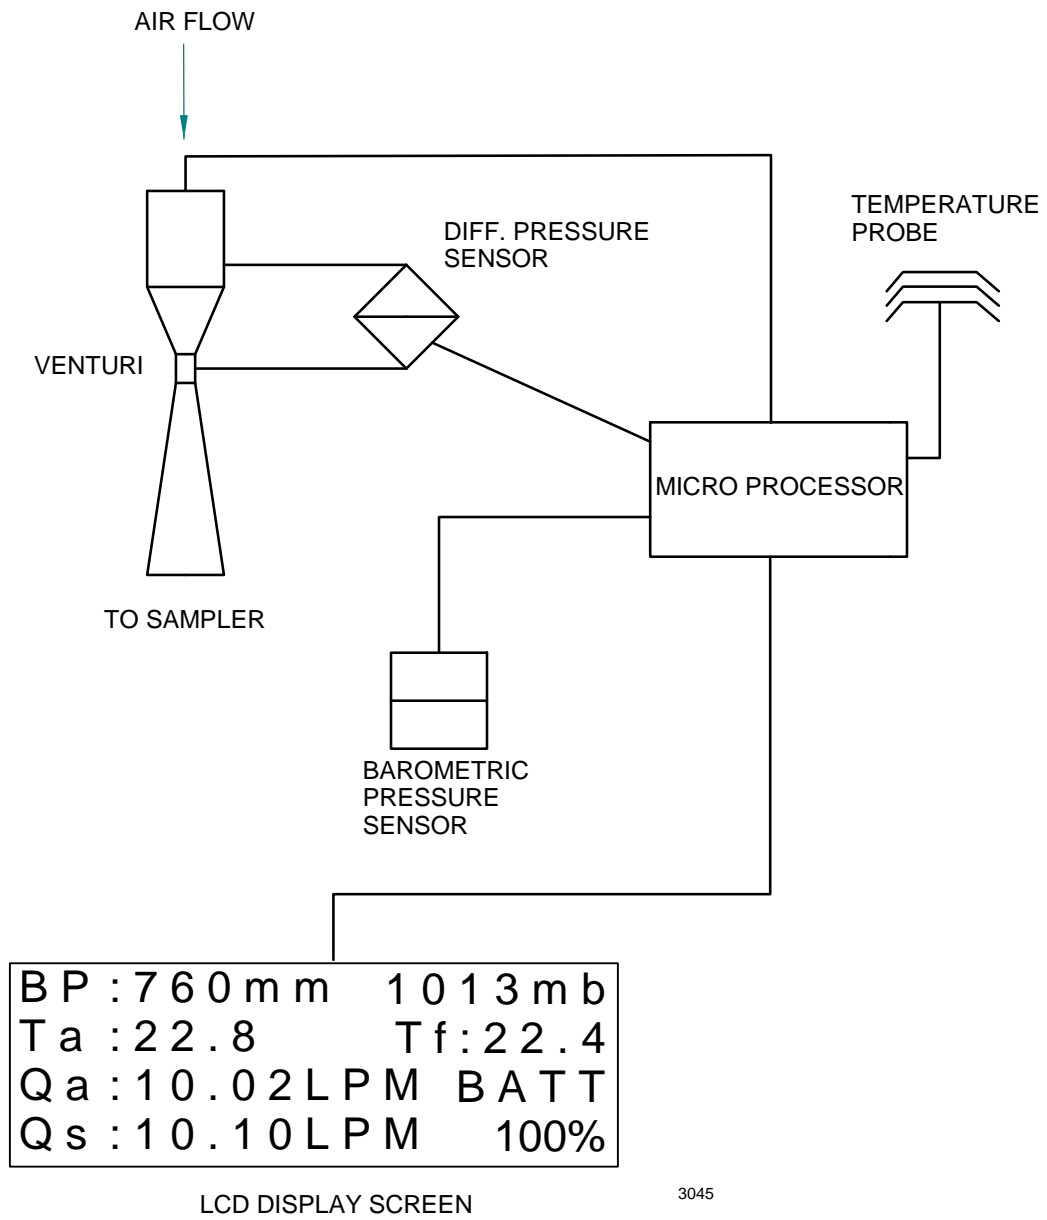 AIR FLOW
TEMPERATURE
PROBE
DIFF. PRESSURE
SENSOR
VENTURI
MICRO PROCESSOR
TO SAMPLER
BAROMETRIC
PRESSURE
SENSOR
BP:760mm 1013mb
Ta:22.8 Tf:22.4
Qa:10.02LPM BATT
Qs:10.10LPM 100%
LCD DISPLAY SCREEN
3045